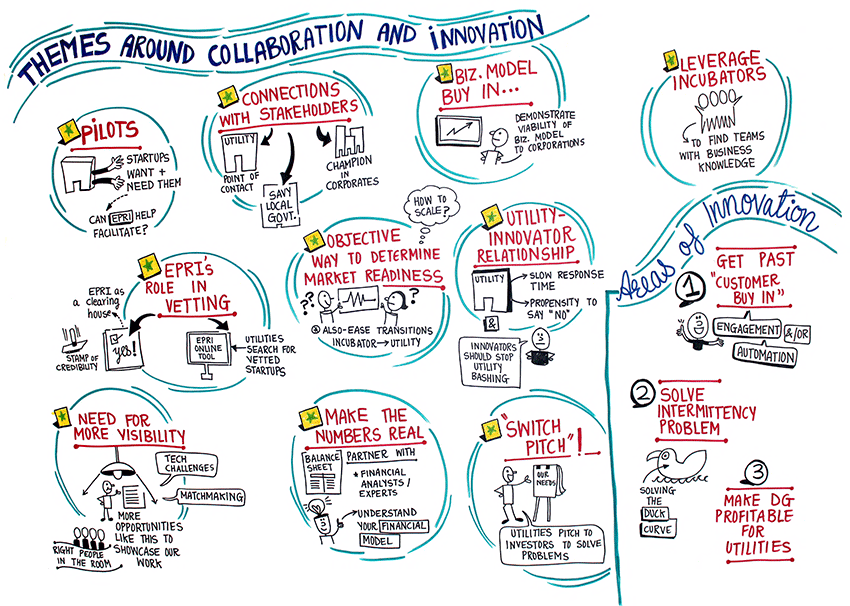 THEMES AROUND COLLABORATION AND INNOVATION
PILOTS
STARTUPS
WANT +
NEED THEM
CAN EPRI HELP
FACILITATE?
CONNECTIONS
WITH STAKEHOLDERS
UTILITY
POINT OF
CONTACT
SAVY
LOCAL
GOVT.
CHAMPION
IN
CORPORATES
BIZ. MODEL
BUY IN...
DEMONSTRATE
VIABILITY OF
BIZ. MODEL
TO CORPORATIONS
LEVERAGE
INCUBATORS
TO FIND TEAMS
WITH BUSINESS
KNOWLEDGE
EPRI'S
ROLE IN
VETTING
EPRI AS
a clearing
house
STAMP OF
CREDIBILITY
yes!
EPRI
ONLINE
TOOL
UTILITIES
SEARCH FOR
VETTED
STARTUPS
HOW TO
SCALE?
OBJECTIVE
WAY TO DETERMINE
MARKET READINESS
??
??
ALSO-EASE TRANSITIONS
INCUBATOR → UTILITY
UTILITY-
INNOVATOR
RELATIONSHIP
UTILITY
SLOW RESPONSE
TIME
PROPENSITY TO
SAY "NO"
&
INNOVATORS
SHOULD STOP
UTILITY
BASHING
NEED FOR
MORE VISIBILITY
TECH
CHALLENGES
MATCHMAKING
MORE
OPPORTUNITIES
LIKE THIS TO
SHOWCASE OUR
WORK
RIGHT PEOPLE
IN THE ROOM
MAKE THE
NUMBERS REAL
BALANCE
SHEET
PARTNER WITH
* FINANCIAL
ANALYSTS/
EXPERTS
UNDERSTAND
YOUR FINANCIAL
MODEL
"SWITCH
PITCH"!
OUR
NEEDS
UTILITIES PITCH TO
INVESTORS TO SOLVE
PROBLEMS
Areas of Innovation
1
GET PAST
"CUSTOMER
BUY IN"
ENGAGEMENT &/OR
AUTOMATION
2
SOLVE
INTERMITTENCY
PROBLEM
SOLVING
THE
DUCK
CURVE
3
MAKE DG
PROFITABLE
FOR
UTILITIES